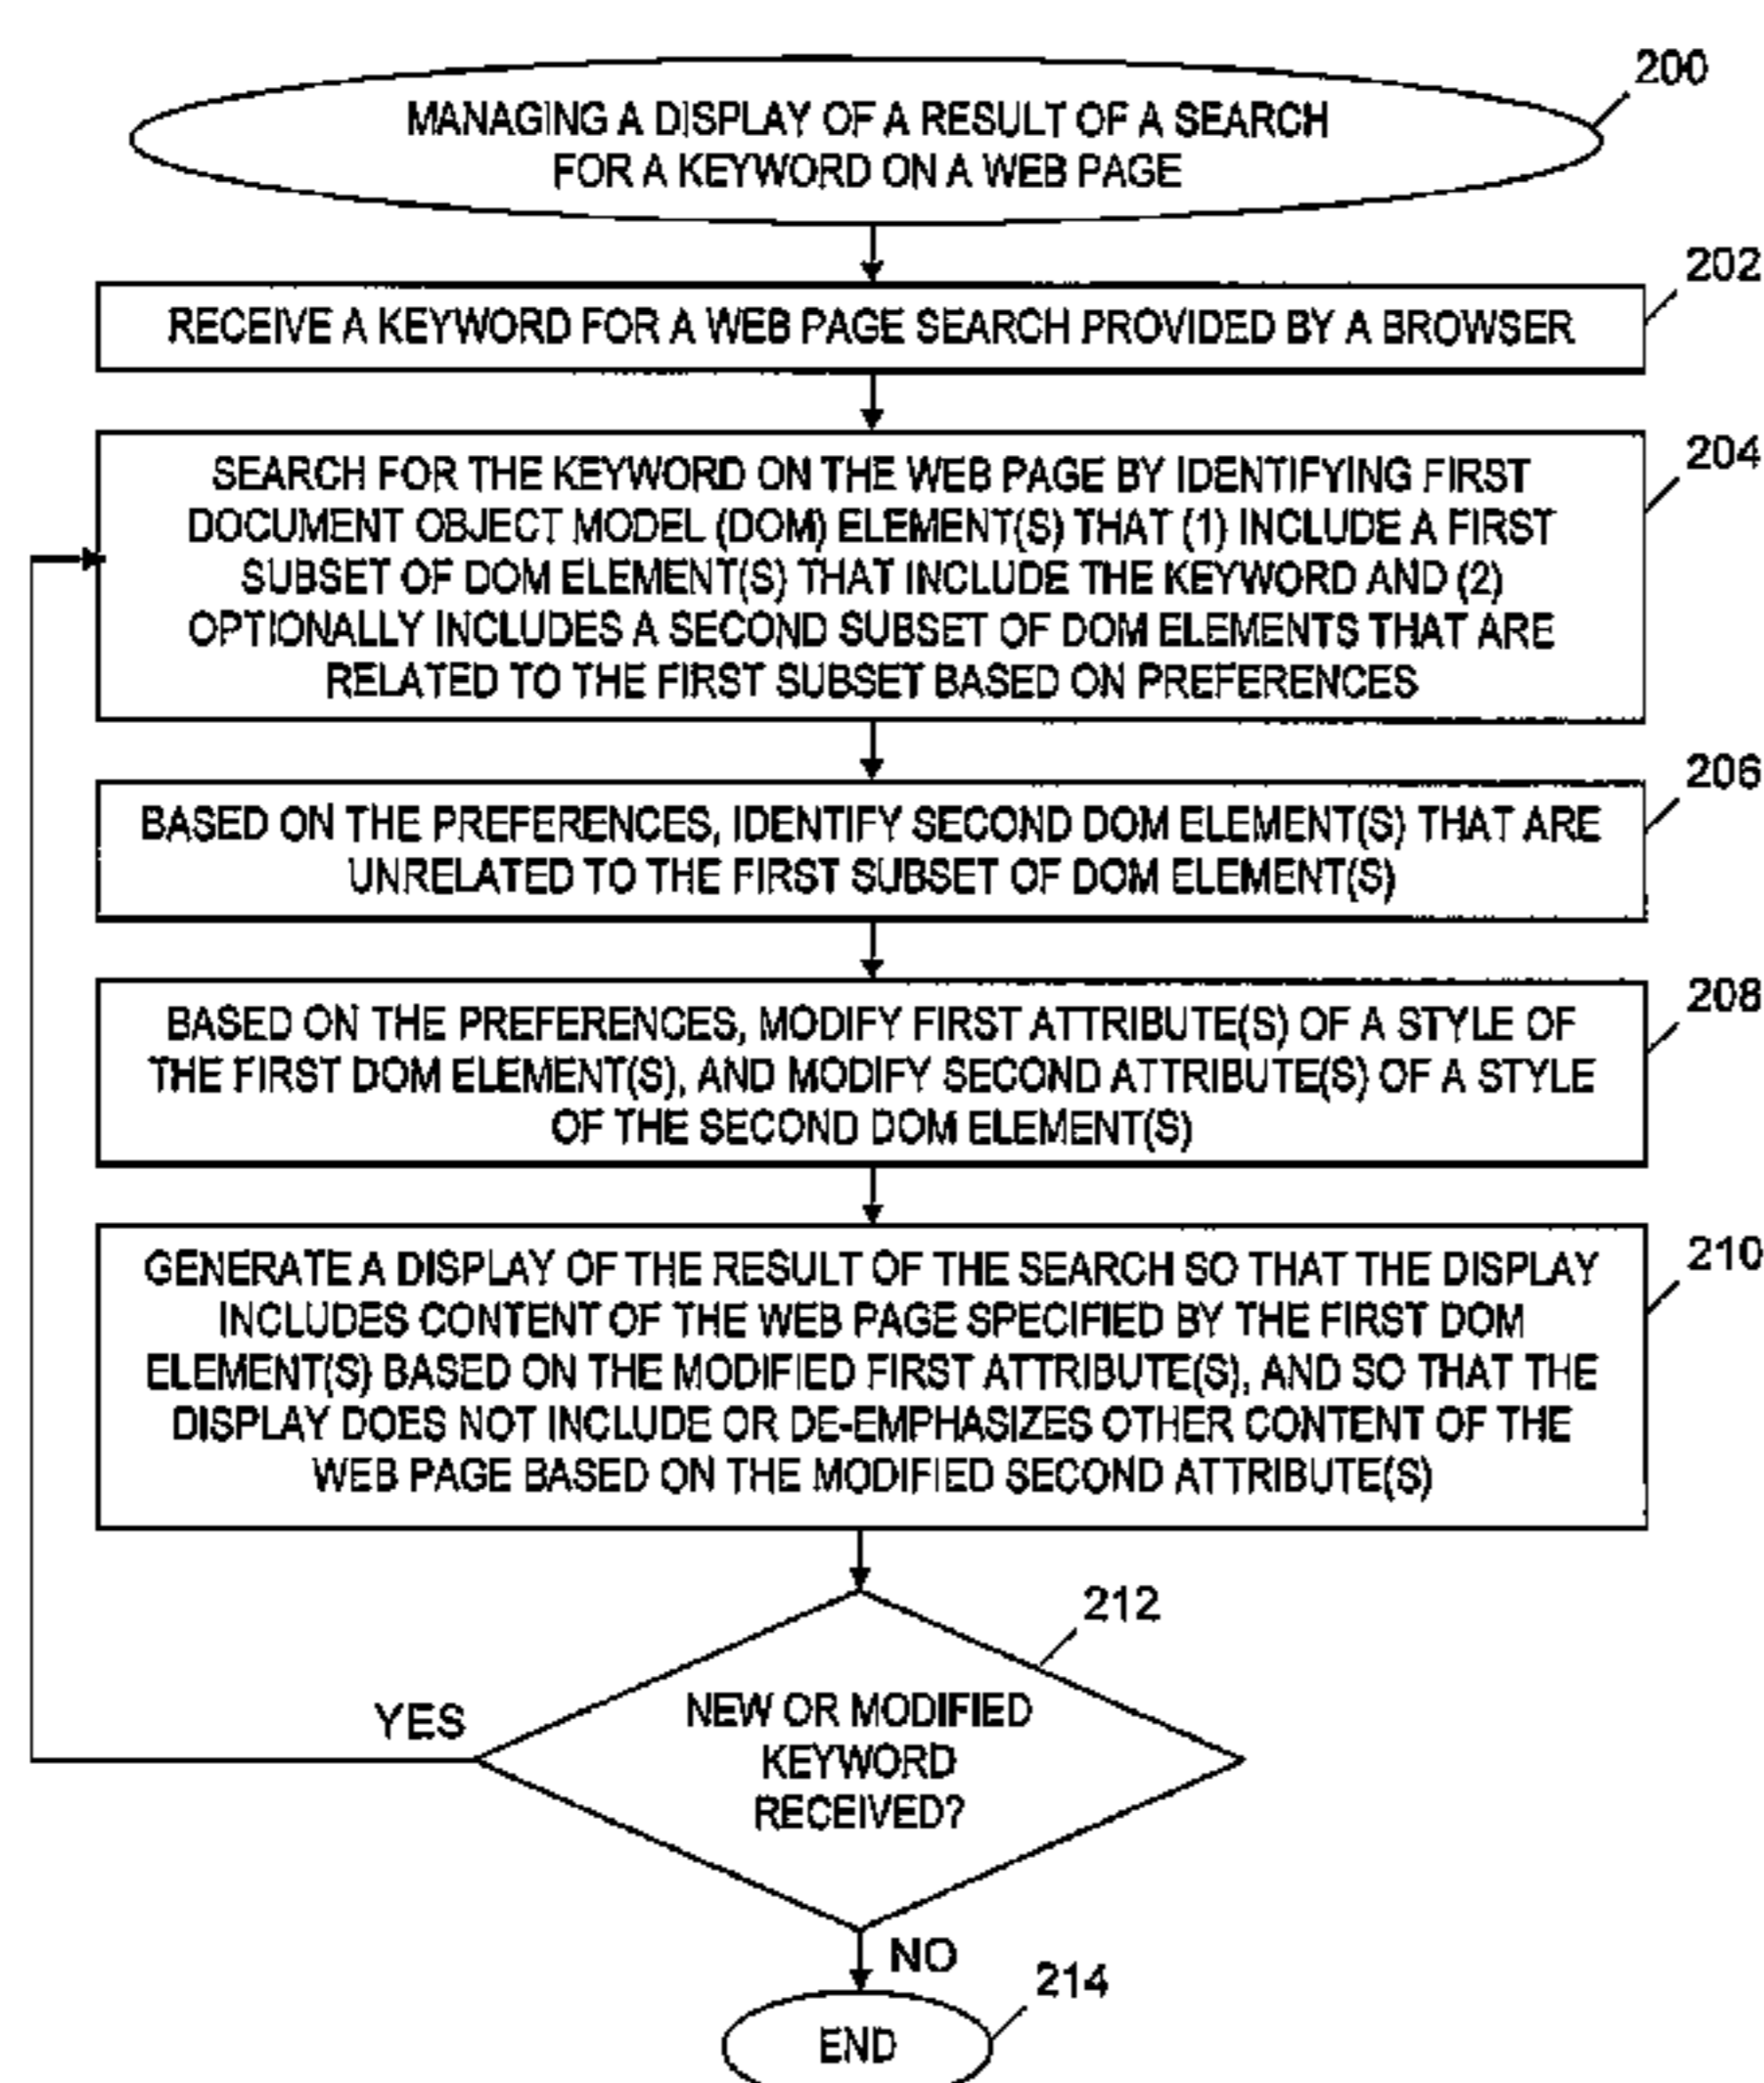 200
MANAGING A DISPLAY OF A RESULT OF A SEARCH
FOR A KEYWORD ON A WEB PAGE
202
RECEIVE A KEYWORD FOR A WEB PAGE SEARCH PROVIDED BY A BROWSER
204
SEARCH FOR THE KEYWORD ON THE WEB PAGE BY IDENTIFYING FIRST
DOCUMENT OBJECT MODEL (DOM) ELEMENT(S) THAT (1) INCLUDE A FIRST
SUBSET OF DOM ELEMENT(S) THAT INCLUDE THE KEYWORD AND (2)
OPTIONALLY INCLUDES A SECOND SUBSET OF DOM ELEMENTS THAT ARE
RELATED TO THE FIRST SUBSET BASED ON PREFERENCES
206
BASED ON THE PREFERENCES, IDENTIFY SECOND DOM ELEMENT(S) THAT ARE
UNRELATED TO THE FIRST SUBSET OF DOM ELEMENT(S)
208
BASED ON THE PREFERENCES, MODIFY FIRST ATTRIBUTE(S) OF A STYLE OF
THE FIRST DOM ELEMENT(S), AND MODIFY SECOND ATTRIBUTE(S) OF A STYLE
OF THE SECOND DOM ELEMENT(S)
210
GENERATE A DISPLAY OF THE RESULT OF THE SEARCH SO THAT THE DISPLAY
INCLUDES CONTENT OF THE WEB PAGE SPECIFIED BY THE FIRST DOM
ELEMENT(S) BASED ON THE MODIFIED FIRST ATTRIBUTE(S), AND SO THAT THE
DISPLAY DOES NOT INCLUDE OR DE-EMPHASIZES OTHER CONTENT OF THE
WEB PAGE BASED ON THE MODIFIED SECOND ATTRIBUTE(S)
212
YES
NEW OR MODIFIED
KEYWORD
RECEIVED?
NO
214
END